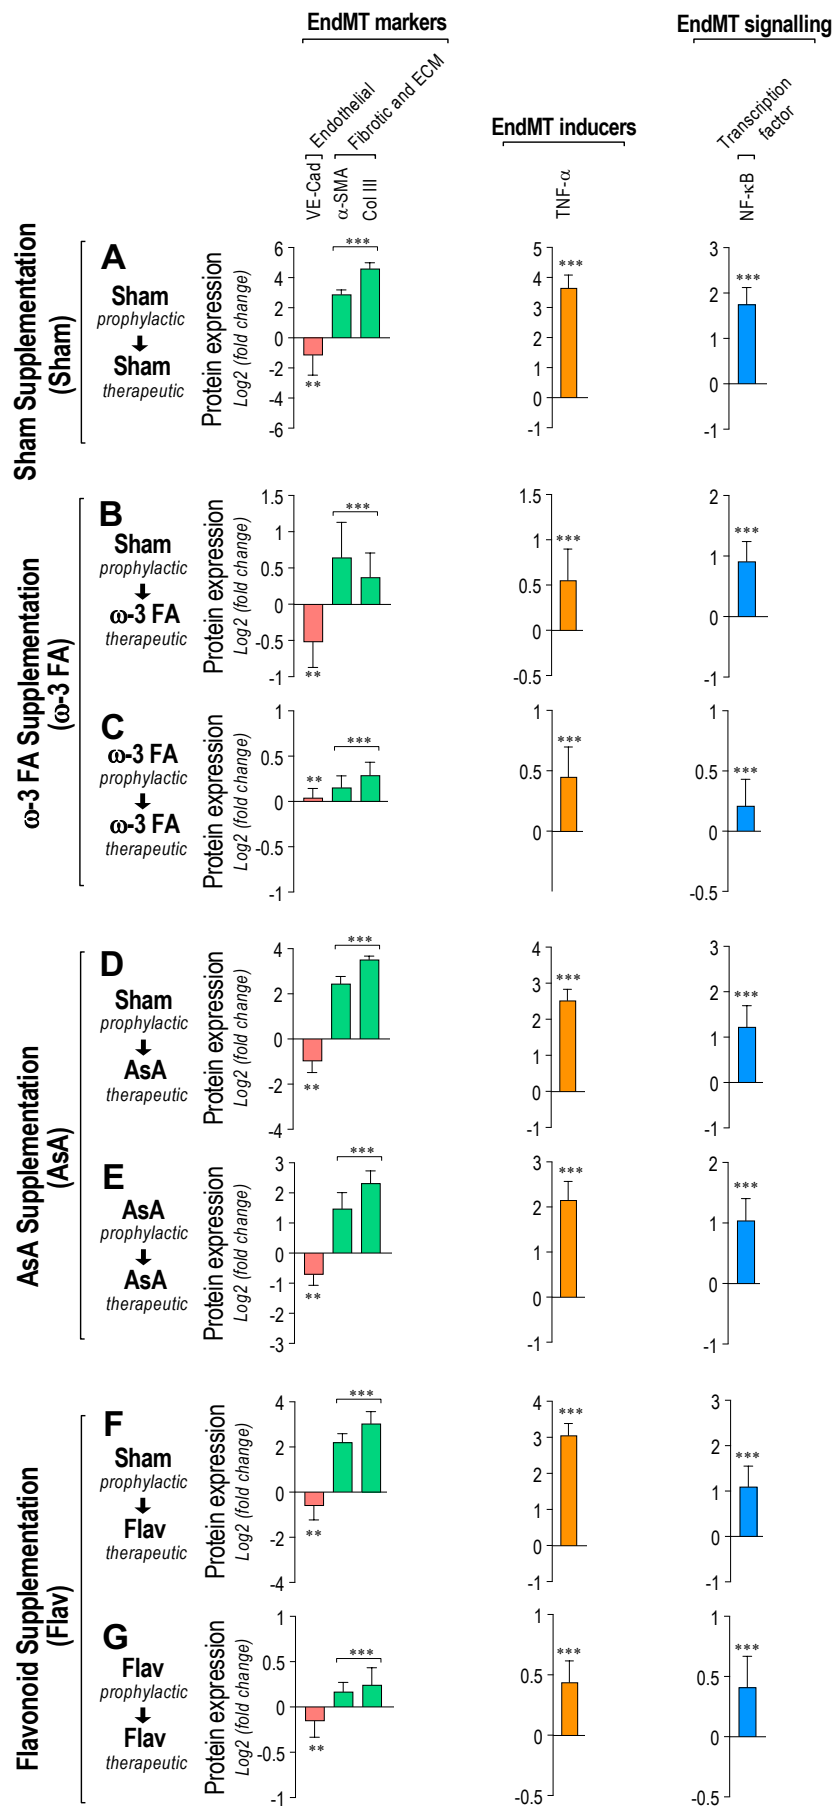 EndMT markers
EndMT signalling
Endothelial
Fibrotic and ECM
Transcription
factor
EndMT inducers
VE-Cad
α-SMA
Col III
TNF-α
NF-κB
Sham Supplementation
(Sham)
A
Sham
prophylactic
Sham
therapeutic
Protein expression
Log2 (fold change)
6
4
2
0
-2
-4
-6
**
***
5
4
3
2
1
0
-1
***
3
2
1
0
-1
***
ω-3 FA Supplementation
(ω-3 FA)
B
Sham
prophylactic
ω-3 FA
therapeutic
Protein expression
Log2 (fold change)
1.5
1
0.5
0
-0.5
-1
**
***
1.5
1
0.5
0
-0.5
***
2
1
0
-1
***
C
ω-3 FA
prophylactic
ω-3 FA
therapeutic
Protein expression
Log2 (fold change)
1
0.5
0
-0.5
-1
**
***
1
0.5
0
***
1
0.5
0
-0.5
***
AsA Supplementation
(AsA)
D
Sham
prophylactic
AsA
therapeutic
Protein expression
Log2 (fold change)
4
2
0
-2
-4
**
***
4
3
2
1
0
-1
***
3
2
1
0
-1
***
E
AsA
prophylactic
AsA
therapeutic
Protein expression
Log2 (fold change)
3
2
1
0
-1
-2
-3
**
***
3
2
1
0
-1
***
2
1
0
-1
***
Flavonoid Supplementation
(Flav)
F
Sham
prophylactic
Flav
therapeutic
Protein expression
Log2 (fold change)
4
2
0
-2
-4
**
***
4
3
2
1
0
-1
***
3
2
1
0
-1
***
G
Flav
prophylactic
Flav
therapeutic
Protein expression
Log2 (fold change)
1
0.5
0
-0.5
-1
**
***
1
0.5
0
-0.5
***
1
0.5
0
-0.5
***